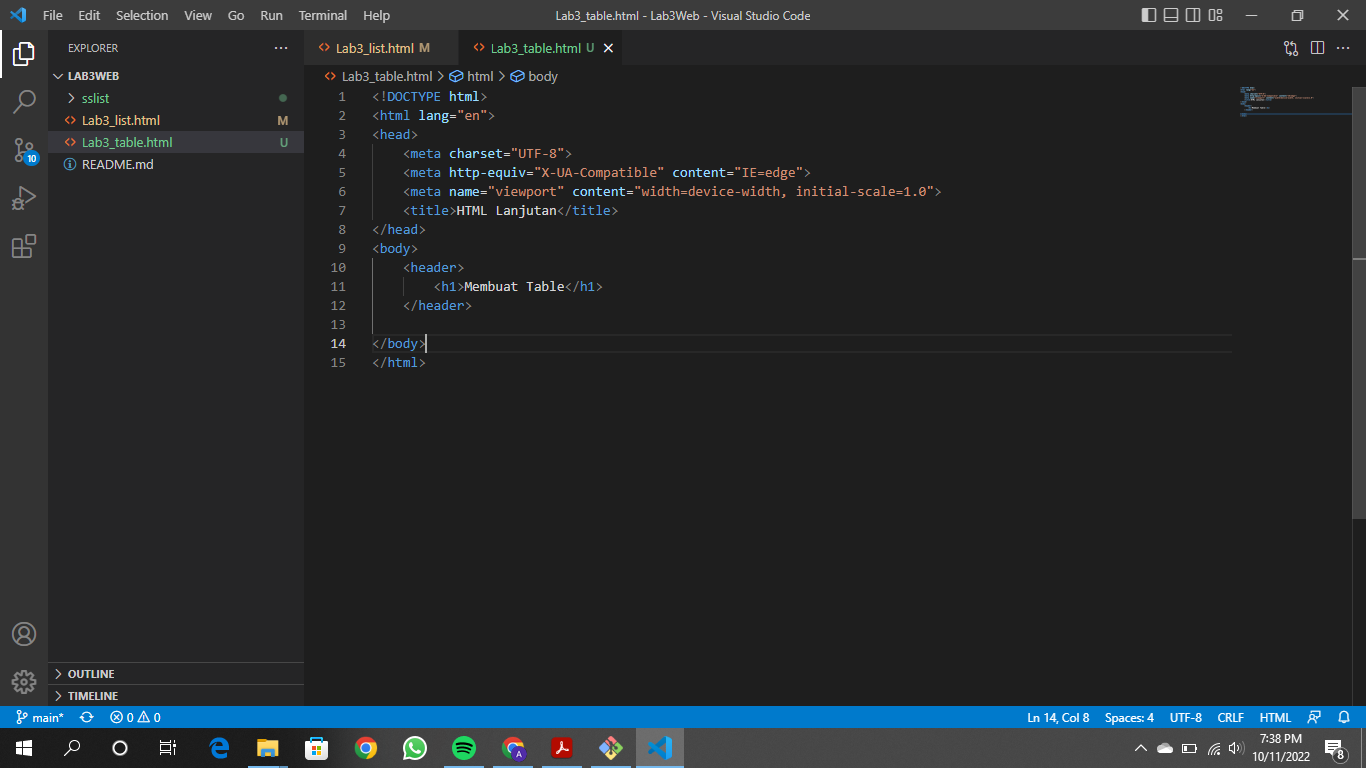 File Edit Selection View Go Run Terminal Help
Lab3_table.html - Lab3Web - Visual Studio Code
EXPLORER
LAB3WEB
sslist
Lab3_list.html M
Lab3_table.html U
README.md
10
OUTLINE
TIMELINE
Lab3_list.html M
Lab3_table.html U
Lab3_table.html > html > body
1 <!DOCTYPE html>
2 <html lang="en">
3 <head>
4 <meta charset="UTF-8">
5 <meta http-equiv="X-UA-Compatible" content="IE=edge">
6 <meta name="viewport" content="width=device-width, initial-scale=1.0">
7 <title>HTML Lanjutan</title>
8 </head>
9 <body>
10 <header>
11 <h1>Membuat Table</h1>
12 </header>
13
14 </body>
15 </html>
main* 0 0
Ln 14, Col 8 Spaces: 4 UTF-8 CRLF HTML
A
7:38 PM
10/11/2022
8